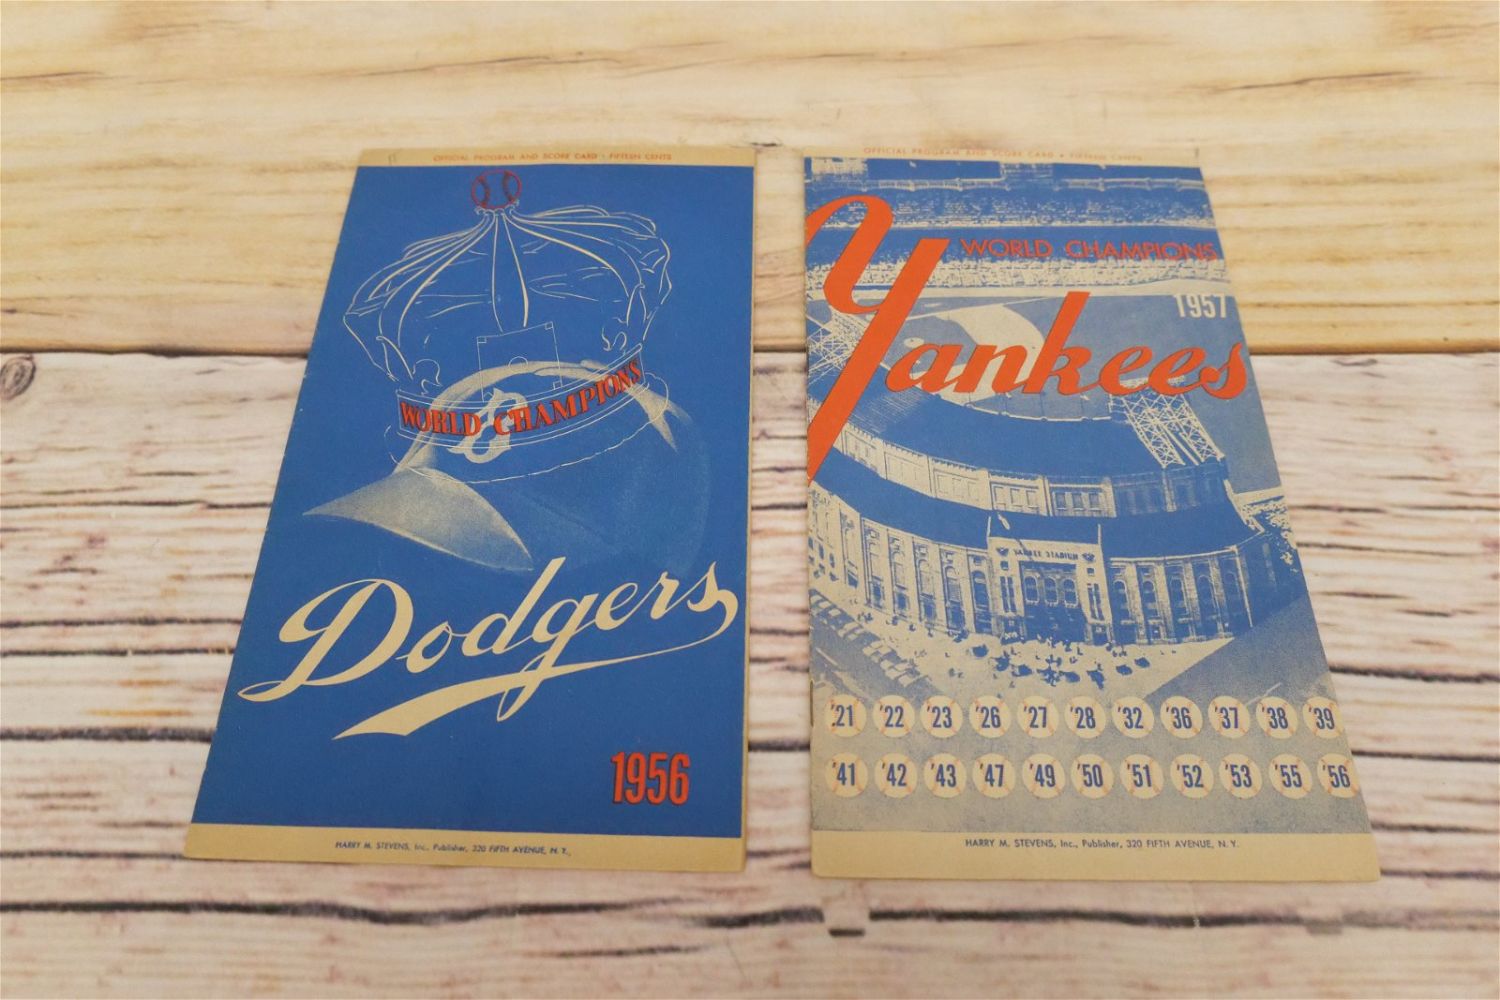 OFFICIAL PROGRAM AND SCORE CARD • FIFTEEN CENTS
B
WORLD CHAMPIONS
Dodgers
1956
HARRY M. STEVENS, Inc., Publisher, 320 FIFTH AVENUE, N. Y.,
OFFICIAL PROGRAM AND SCORE CARD • FIFTEEN CENTS
WORLD CHAMPIONS
1957
Yankees
YANKEE STADIUM
'21 '22 '23 '26 '27 '28 '32 '36 '37 '38 '39
'41 '42 '43 '47 '49 '50 '51 '52 '53 '55 '56
HARRY M. STEVENS, Inc., Publisher, 320 FIFTH AVENUE, N. Y.